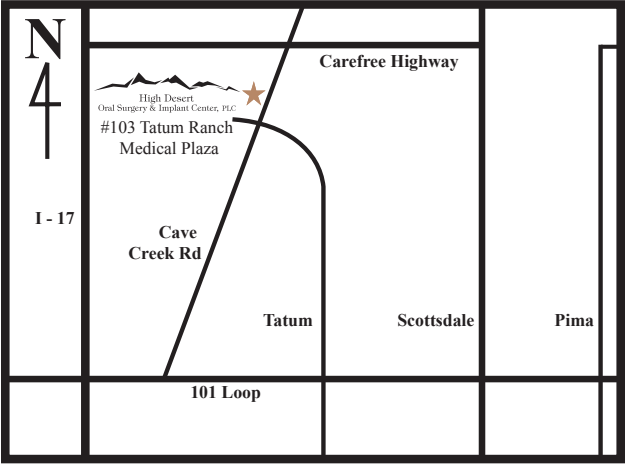 N
Carefree Highway
High Desert
Oral Surgery & Implant Center, PLC
#103 Tatum Ranch
Medical Plaza
I - 17
Cave
Creek Rd
Tatum
Scottsdale
Pima
101 Loop